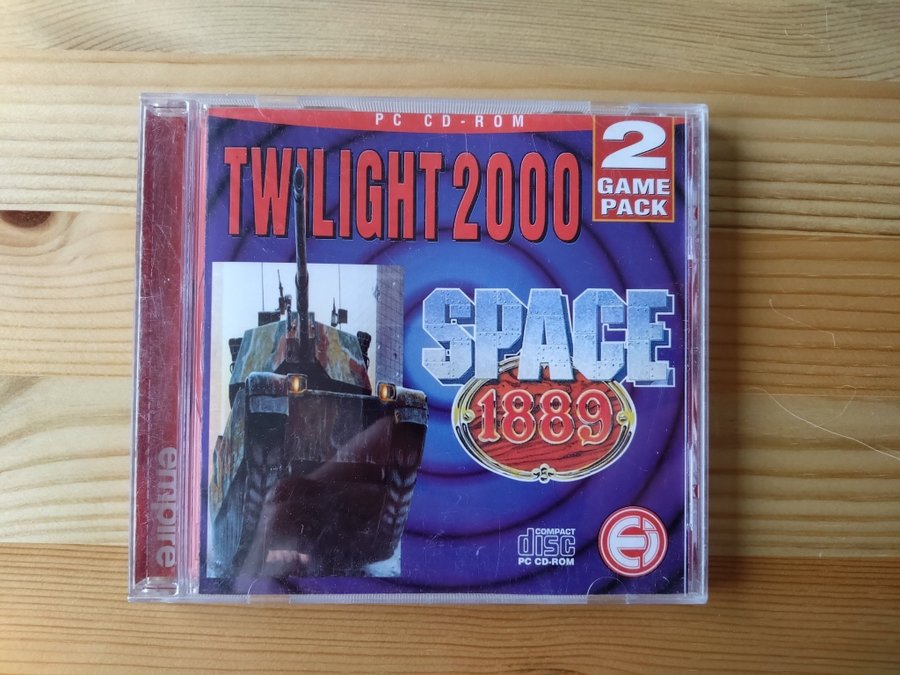 PC CD-ROM
2
GAME
PACK
TWILIGHT 2000
SPACE
1889
COMPACT
disc
PC CD-ROM
empire